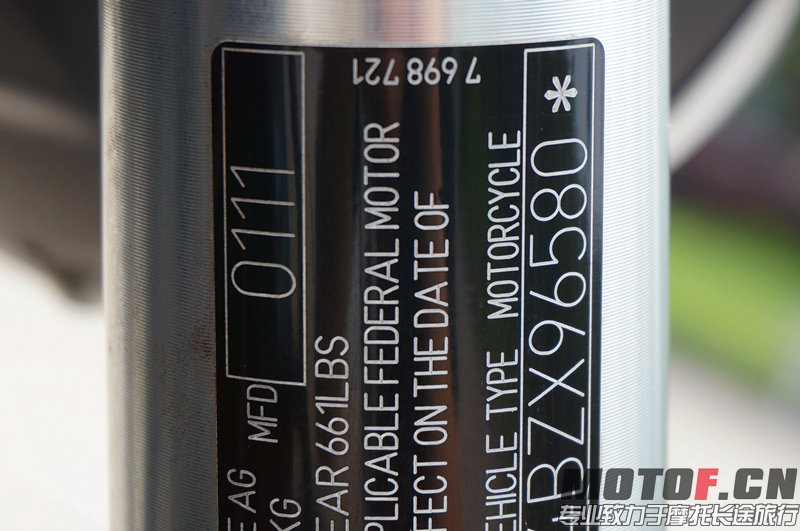 E AG MFD 0111
KG
EAR 661LBS
PLICABLE FEDERAL MOTOR
FECT ON THE DATE OF
EHICLE TYPE MOTORCYCLE
BZX96580*
7 698 721
MOTOF.CN
专业致力于摩托长途旅行